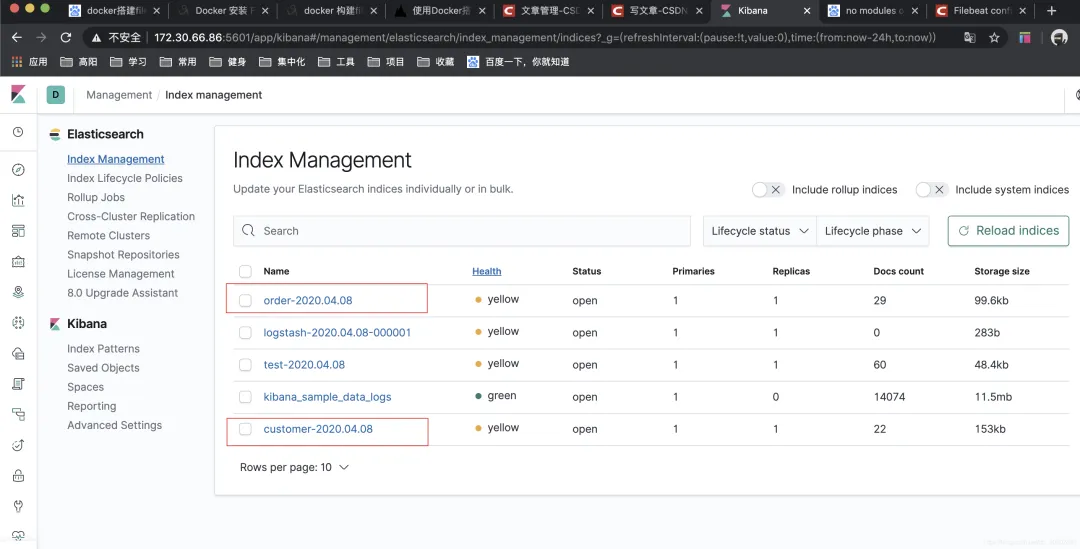 docker搭建file
Docker 安装 F
docker 构建fil
使用Docker搭
文章管理-CSD
写文章-CSDN
Kibana
no modules o
Filebeat conf
不安全 172.30.66.86:5601/app/kibana#/management/elasticsearch/index_management/indices?_g=(refreshInterval:(pause:!t,value:0),time:(from:now-24h,to:now))
应用 高阳 学习 常用 健身 集中化 工具 项目 收藏 百度一下，你就知道
D Management / Index management
Elasticsearch
Index Management
Index Lifecycle Policies
Rollup Jobs
Cross-Cluster Replication
Remote Clusters
Snapshot Repositories
License Management
8.0 Upgrade Assistant
Kibana
Index Patterns
Saved Objects
Spaces
Reporting
Advanced Settings
Index Management
Update your Elasticsearch indices individually or in bulk.
Include rollup indices Include system indices
Search Lifecycle status Lifecycle phase Reload indices
Name Health Status Primaries Replicas Docs count Storage size
order-2020.04.08 yellow open 1 1 29 99.6kb
logstash-2020.04.08-000001 yellow open 1 1 0 283b
test-2020.04.08 yellow open 1 1 60 48.4kb
kibana_sample_data_logs green open 1 0 14074 11.5mb
customer-2020.04.08 yellow open 1 1 22 153kb
Rows per page: 10